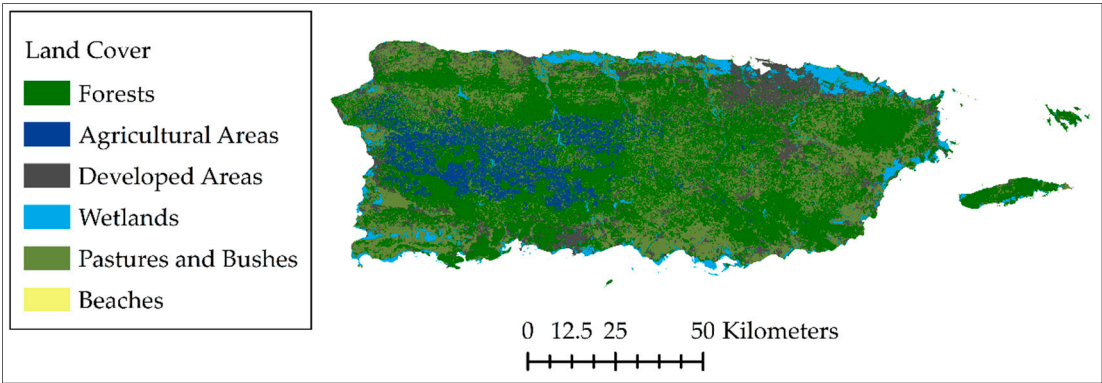 Land Cover
Forests
Agricultural Areas
Developed Areas
Wetlands
Pastures and Bushes
Beaches
0 12.5 25 50 Kilometers